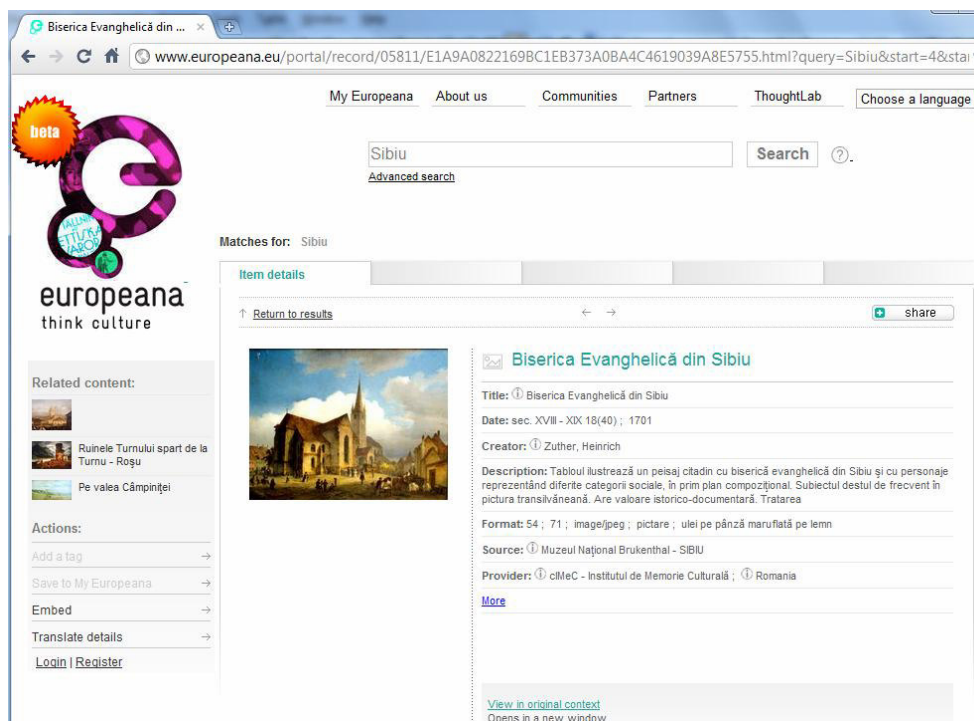 Biserica Evanghelică din ...
www.europeana.eu/portal/record/05811/E1A9A0822169BC1EB373A0BA4C4619039A8E5755.html?query=Sibiu&start=4&star
My Europeana About us Communities Partners ThoughtLab Choose a language
beta
Sibiu Search ?
Advanced search
Matches for: Sibiu
Item details
europeana
think culture
Return to results share
Biserica Evanghelică din Sibiu
Title: Biserica Evanghelică din Sibiu
Date: sec. XVIII - XIX 18(40) ; 1701
Creator: Zuther, Heinrich
Description: Tabloul ilustrează un peisaj citadin cu biserică evanghelică din Sibiu şi cu personaje
reprezentând diferite categorii sociale, în prim plan compoziţional. Subiectul destul de frecvent în
pictura transilvăneană. Are valoare istorico-documentară. Tratarea
Format: 54 ; 71 ; image/jpeg ; pictare ; ulei pe pânză maruflată pe lemn
Source: Muzeul Naţional Brukenthal - SIBIU
Provider: cIMeC - Institutul de Memorie Culturală ; Romania
More
Related content:
Ruinele Turnului spart de la
Turnu - Roşu
Pe valea Câmpiniţei
Actions:
Add a tag
Save to My Europeana
Embed
Translate details
Login | Register
View in original context
Opens in a new window